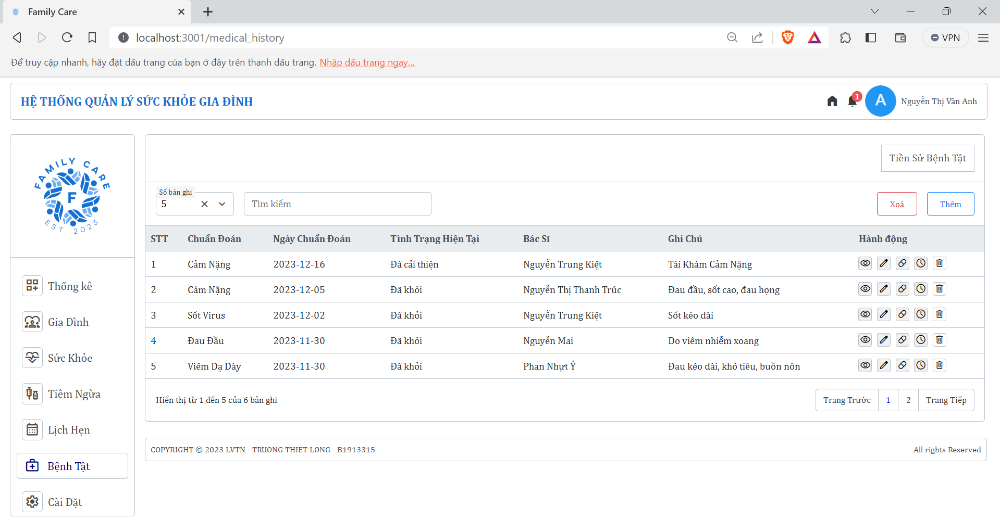 Family Care
localhost:3001/medical_history
VPN
Để truy cập nhanh, hãy đặt dấu trang của bạn ở đây trên thanh dấu trang. Nhập dấu trang ngay...
HỆ THỐNG QUẢN LÝ SỨC KHỎE GIA ĐÌNH
1
A
Nguyễn Thị Vân Anh
FAMILY CARE
F
EST. 2023
Thống kê
Gia Đình
Sức Khỏe
Tiêm Ngừa
Lịch Hẹn
Bệnh Tật
Cài Đặt
Tiền Sử Bệnh Tật
Số bản ghi
5
Tìm kiếm
Xoá
Thêm
STT Chuẩn Đoán Ngày Chuẩn Đoán Tình Trạng Hiện Tại Bác Sĩ Ghi Chú Hành động
1 Cảm Nặng 2023-12-16 Đã cải thiện Nguyễn Trung Kiệt Tái Khám Cảm Nặng
2 Cảm Nặng 2023-12-05 Đã khỏi Nguyễn Thị Thanh Trúc Đau đầu, sốt cao, đau họng
3 Sốt Virus 2023-12-02 Đã khỏi Nguyễn Trung Kiệt Sốt kéo dài
4 Đau Đầu 2023-11-30 Đã khỏi Nguyễn Mai Do viêm nhiễm xoang
5 Viêm Dạ Dày 2023-11-30 Đã khỏi Phan Nhựt Ý Đau kéo dài, khó tiêu, buồn nôn
Hiển thị từ 1 đến 5 của 6 bản ghi
Trang Trước 1 2 Trang Tiếp
COPYRIGHT © 2023 LVTN - TRUONG THIET LONG - B1913315
All rights Reserved